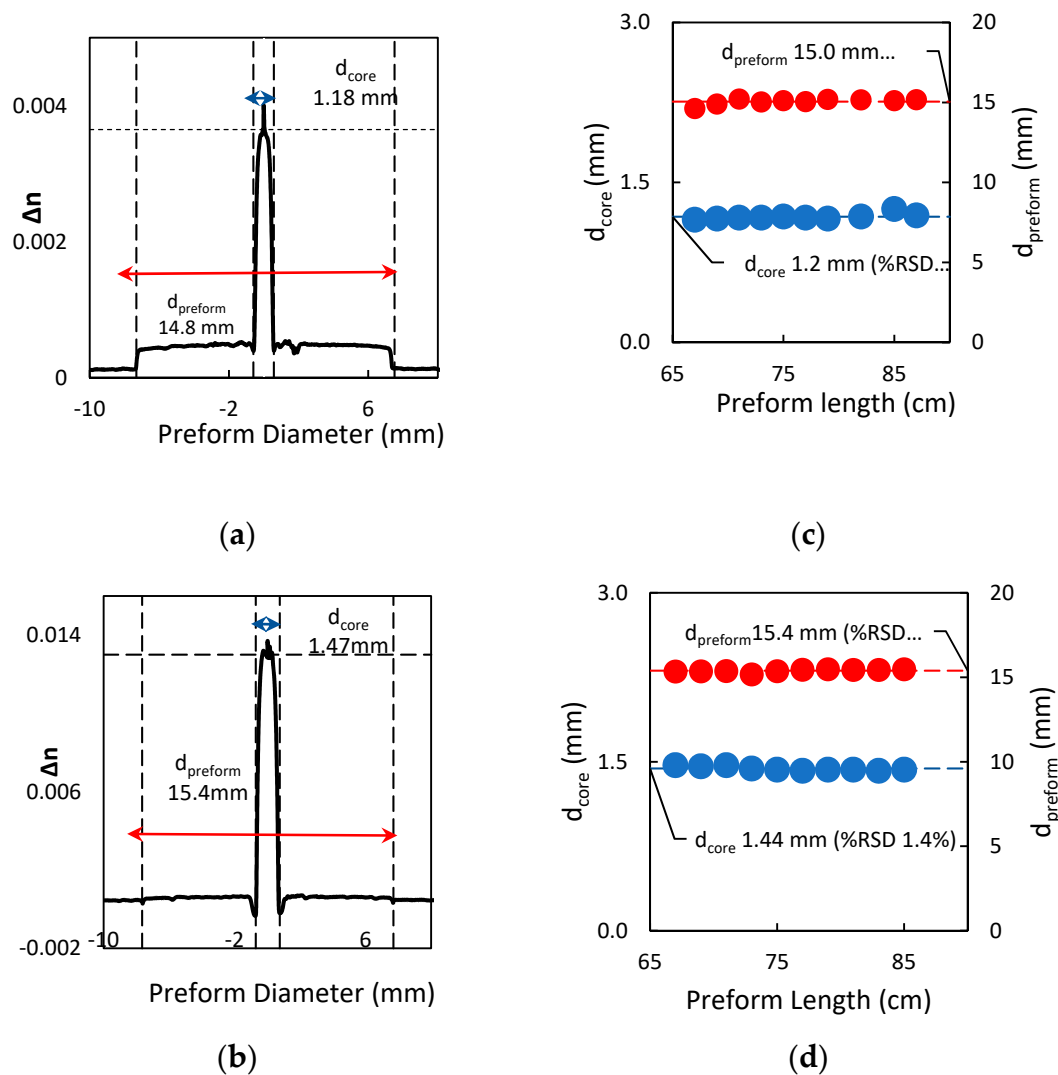 d_core
1.18 mm
0.004
0.002
0
Δn
d_preform
14.8 mm
-10
-2
6
Preform Diameter (mm)
(a)
3.0
1.5
0.0
d_core (mm)
d_preform 15.0 mm...
d_core 1.2 mm (%RSD...
20
15
10
5
0
d_preform (mm)
65
75
85
Preform length (cm)
(c)
d_core
1.47mm
0.014
0.006
-0.002
Δn
d_preform
15.4mm
-10
-2
6
Preform Diameter (mm)
(b)
3.0
1.5
0.0
d_core (mm)
d_preform 15.4 mm (%RSD...
d_core 1.44 mm (%RSD 1.4%)
20
15
10
5
0
d_preform (mm)
65
75
85
Preform Length (cm)
(d)